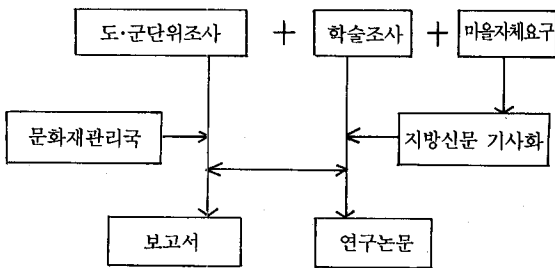 도·군단위조사 + 학술조사 + 마을자체요구
문화재관리국 지방신문 기사화
보고서 연구논문